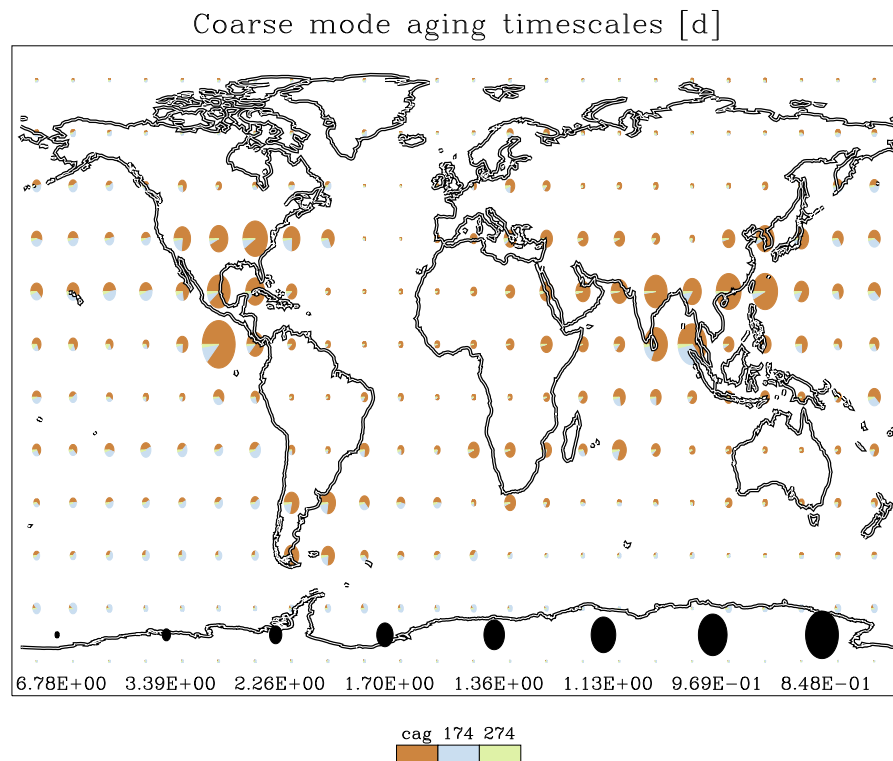 Coarse mode aging timescales [d]
6.78E+00 3.39E+00 2.26E+00 1.70E+00 1.36E+00 1.13E+00 9.69E−01 8.48E−01
cag 174 274